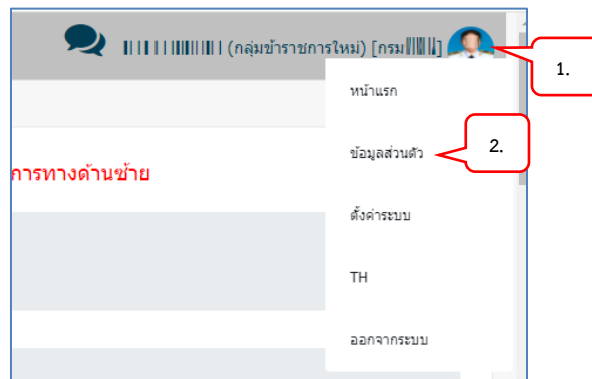 (กลุ่มข้าราชการใหม่) [กรม
1.
หน้าแรก
ข้อมูลส่วนตัว
2.
การทางด้านซ้าย
ตั้งค่าระบบ
TH
ออกจากระบบ